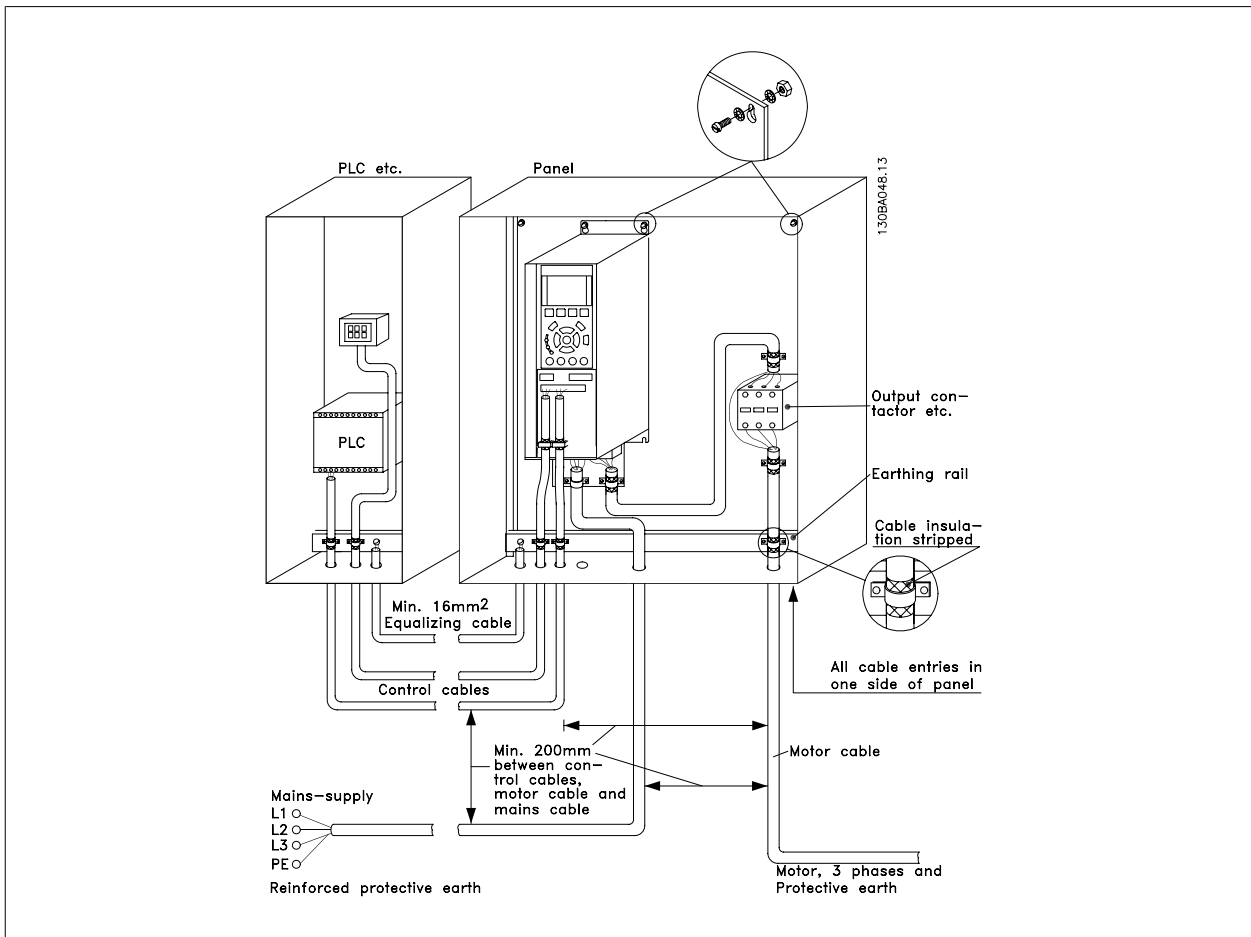 130BA048.13
PLC etc.
Panel
PLC
Output con-
tactor etc.
Earthing rail
Cable insula-
tion stripped
Min. 16mm2
Equalizing cable
All cable entries in
one side of panel
Control cables
Min. 200mm
between con-
trol cables,
motor cable and
mains cable
Motor cable
Mains-supply
L1
L2
L3
PE
Reinforced protective earth
Motor, 3 phases and
Protective earth